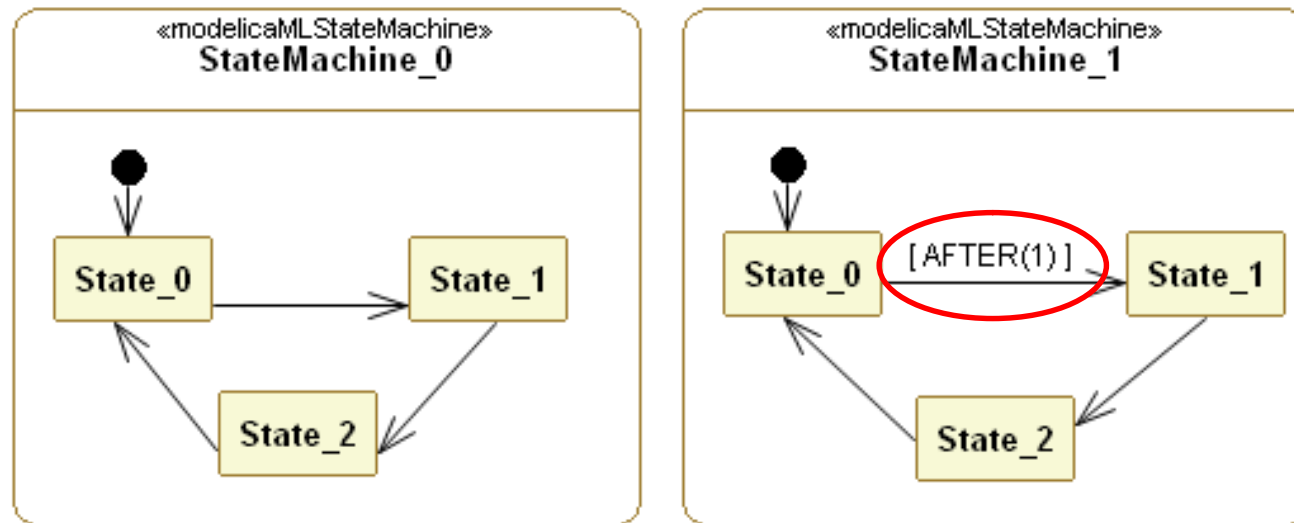 «modelicaMLStateMachine»
StateMachine_0
State_0
State_1
State_2
«modelicaMLStateMachine»
StateMachine_1
State_0
[ AFTER(1) ]
State_1
State_2